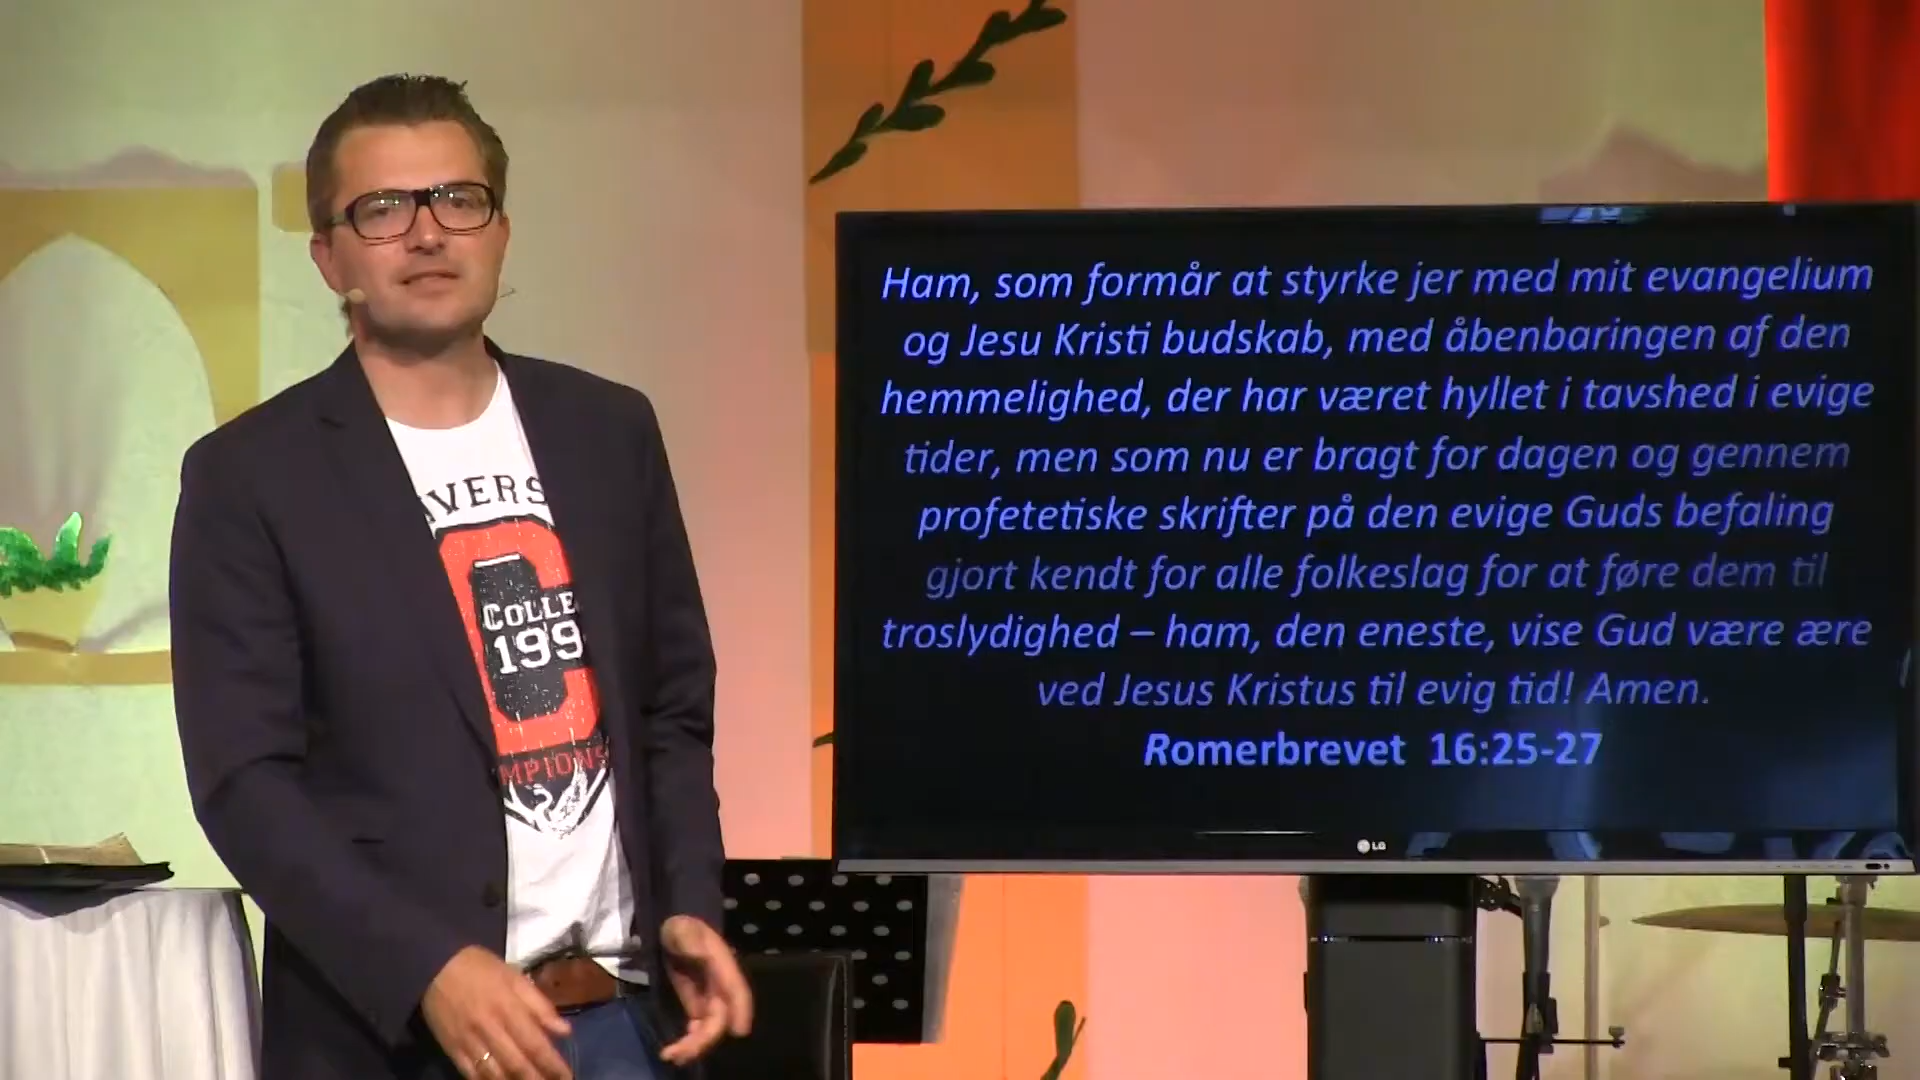 Ham, som formår at styrke jer med mit evangelium
og Jesu Kristi budskab, med åbenbaringen af den
hemmelighed, der har været hyllet i tavshed i evige
tider, men som nu er bragt for dagen og gennem
profetetiske skrifter på den evige Guds befaling
gjort kendt for alle folkeslag for at føre dem til
troslydighed – ham, den eneste, vise Gud være ære
ved Jesus Kristus til evig tid! Amen.
Romerbrevet 16:25-27
LG
IVERS
C
COLLE
199
MPIONS